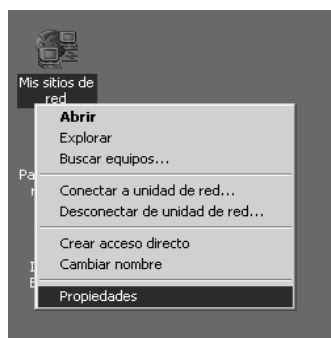 Mis sitios de
red
Abrir
Explorar
Buscar equipos...
Pa
Conectar a unidad de red...
Desconectar de unidad de red...
Crear acceso directo
Cambiar nombre
Propiedades